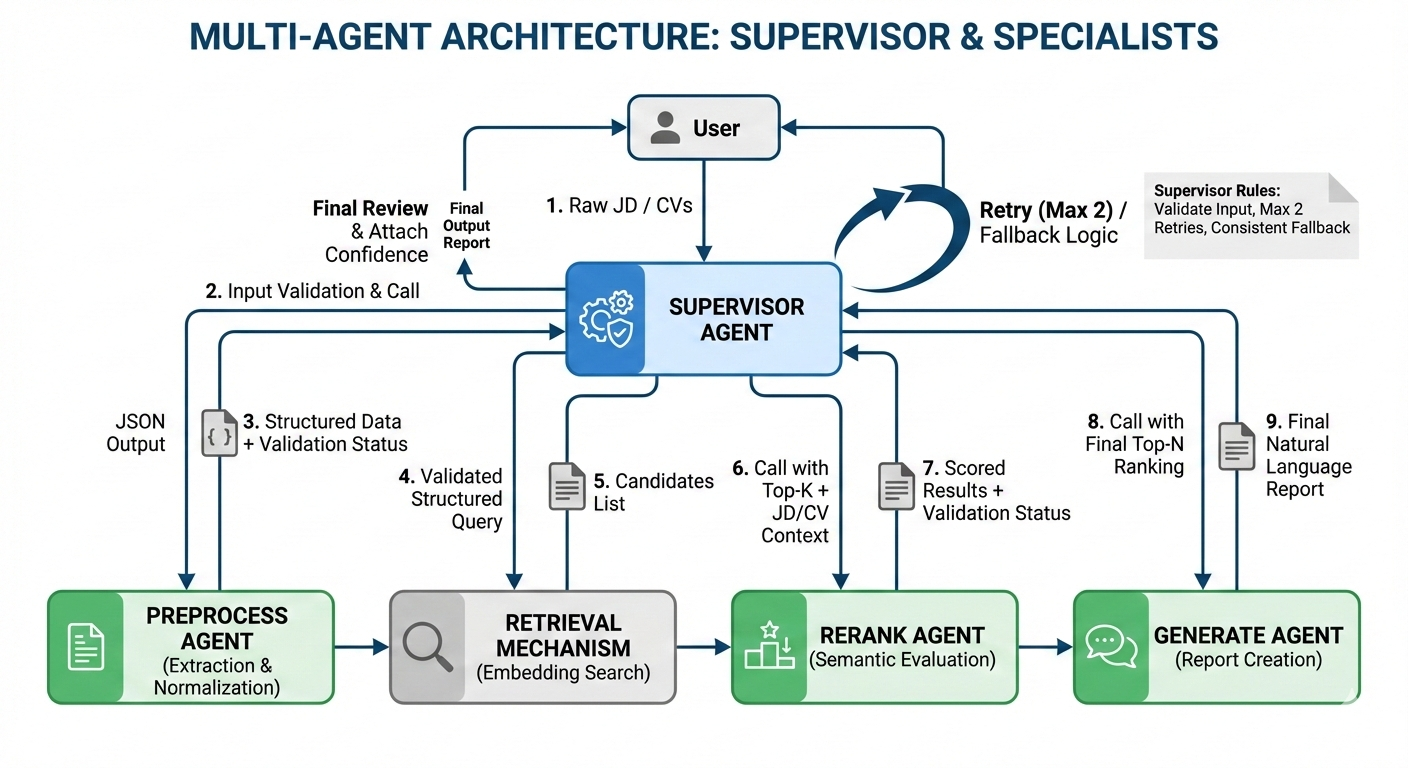 MULTI-AGENT ARCHITECTURE: SUPERVISOR & SPECIALISTS
User
Final Review
& Attach
Confidence
Final
Output
Report
1. Raw JD / CVs
Retry (Max 2) /
Fallback Logic
Supervisor Rules:
Validate Input, Max 2
Retries, Consistent Fallback
2. Input Validation & Call
SUPERVISOR
AGENT
JSON
Output
{ }
3. Structured Data
+ Validation Status
4. Validated
Structured
Query
5. Candidates
List
6. Call with
Top-K +
JD/CV
Context
7. Scored
Results +
Validation Status
8. Call with
Final Top-N
Ranking
9. Final
Natural
Language
Report
PREPROCESS
AGENT
(Extraction &
Normalization)
RETRIEVAL
MECHANISM
(Embedding Search)
RERANK AGENT
(Semantic Evaluation)
GENERATE AGENT
(Report Creation)